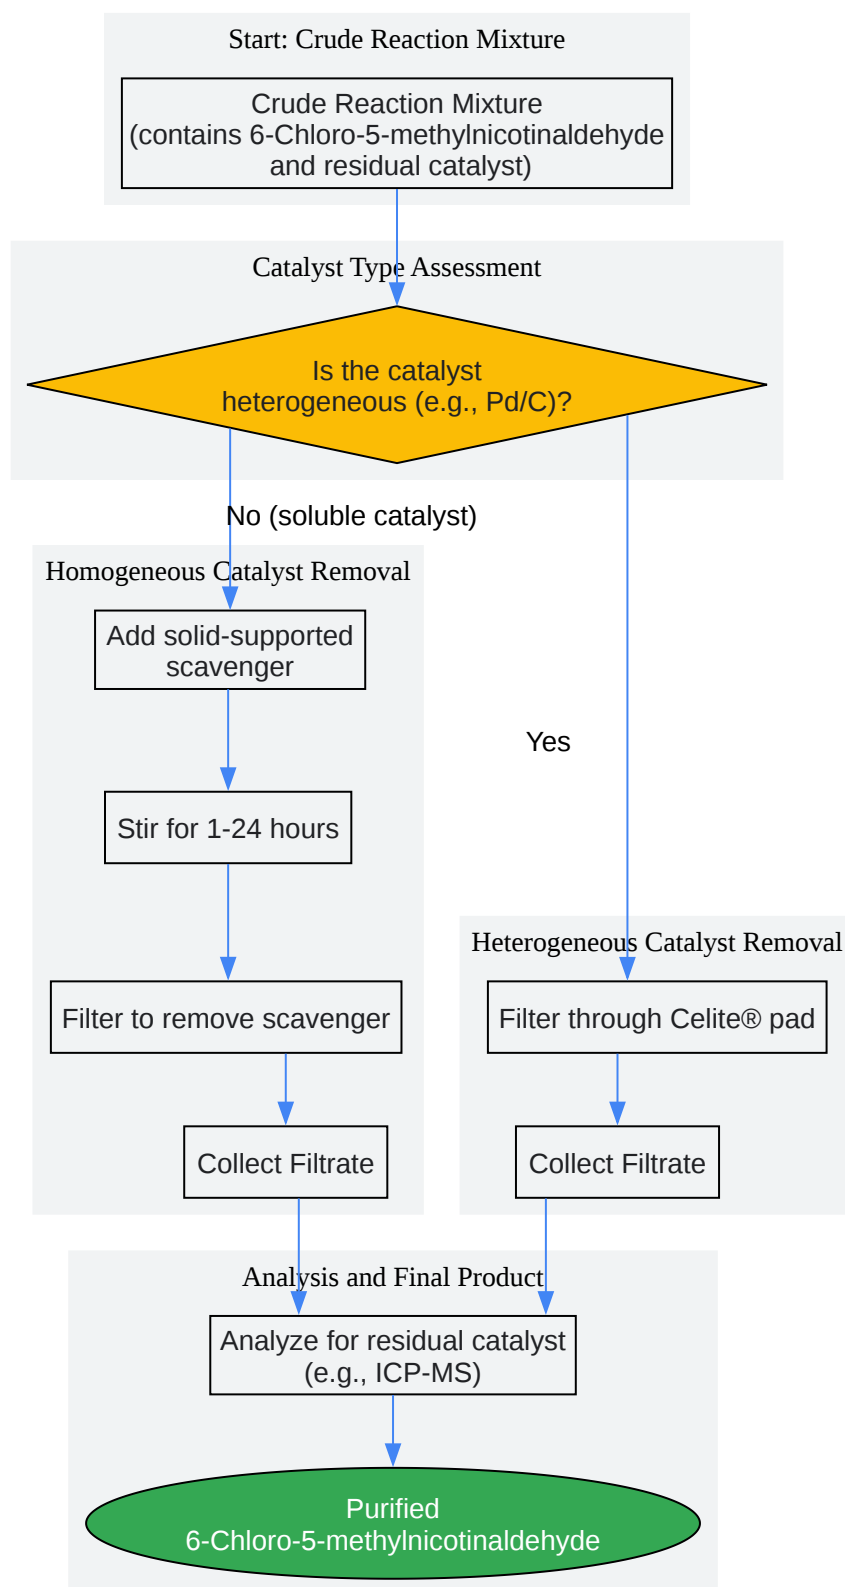 Start: Crude Reaction Mixture
Crude Reaction Mixture
(contains 6-Chloro-5-methylnicotinaldehyde
and residual catalyst)
Catalyst Type Assessment
Is the catalyst
heterogeneous (e.g., Pd/C)?
No (soluble catalyst)
Homogeneous Catalyst Removal
Add solid-supported
scavenger
Stir for 1-24 hours
Filter to remove scavenger
Collect Filtrate
Yes
Heterogeneous Catalyst Removal
Filter through Celite® pad
Collect Filtrate
Analysis and Final Product
Analyze for residual catalyst
(e.g., ICP-MS)
Purified
6-Chloro-5-methylnicotinaldehyde